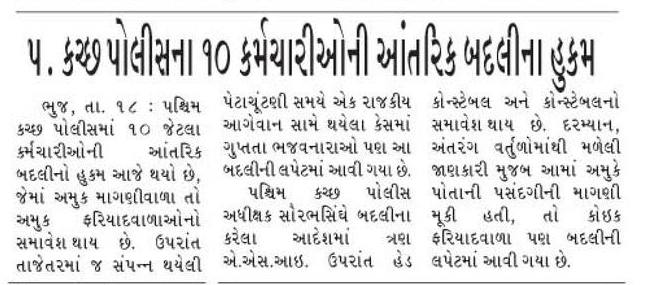 પ. કચ્છ પોલીસના ૧૦ કર્મચારીઓની આંતરિક બદલીના હુકમ
ભુજ, તા. ૧૮ : પશ્ચિમ
કચ્છ પોલીસમાં ૧૦ જેટલા
કર્મચારીઓની આંતરિક
બદલીનો હુકમ આજે થયો છે,
જેમાં અમુક માગણીવાળા તો
અમુક ફરિયાદવાળાઓનો
સમાવેશ થાય છે. ઉપરાંત
તાજેતરમાં જ સંપન્ન થયેલી
પેટાચૂંટણી સમયે એક રાજકીય
આગેવાન સામે થયેલા કેસમાં
ગુપ્તતા ભજવનારાઓ પણ આ
બદલીની લપેટમાં આવી ગયા છે.
પશ્ચિમ કચ્છ પોલીસ
અધીક્ષક સૌરભસિંઘે બદલીના
કરેલા આદેશમાં ત્રણ
એ.એસ.આઇ. ઉપરાંત હેડ
કોન્સ્ટેબલ અને કોન્સ્ટેબલનો
સમાવેશ થાય છે. દરમ્યાન,
અંતરંગ વર્તુળોમાંથી મળેલી
જાણકારી મુજબ આમાં અમુકે
પોતાની પસંદગીની માગણી
મૂકી હતી, તો કોઇક
ફરિયાદવાળા પણ બદલીની
લપેટમાં આવી ગયા છે.